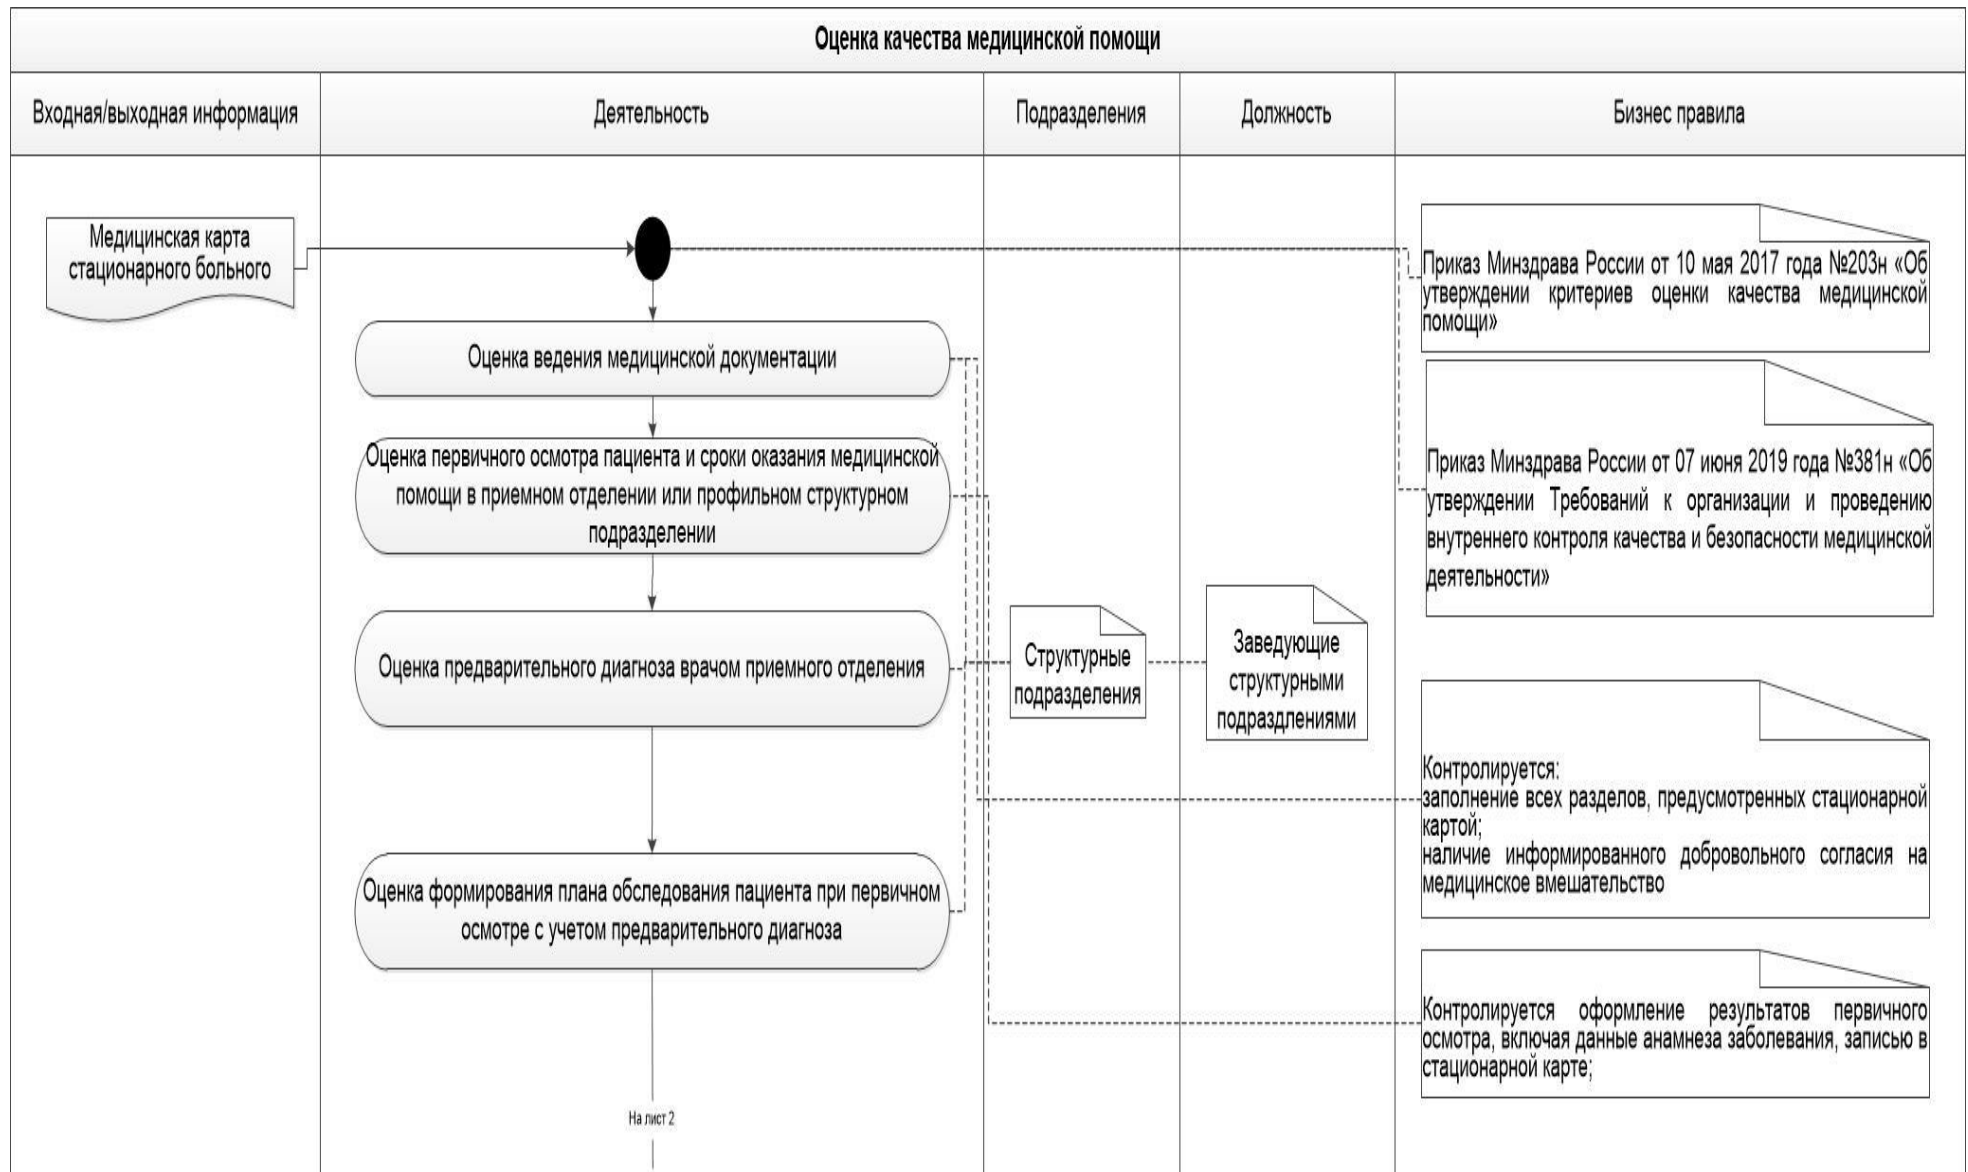 Оценка качества медицинской помощи
Входная/выходная информация
Деятельность
Подразделения
Должность
Бизнес правила
Медицинская карта
стационарного больного
Оценка ведения медицинской документации
Оценка первичного осмотра пациента и сроки оказания медицинской
помощи в приемном отделении или профильном структурном
подразделении
Оценка предварительного диагноза врачом приемного отделения
Оценка формирования плана обследования пациента при первичном
осмотре с учетом предварительного диагноза
На лист 2
Структурные
подразделения
Заведующие
структурными
подраздлениями
Приказ Минздрава России от 10 мая 2017 года №203н «Об
утверждении критериев оценки качества медицинской
помощи»
Приказ Минздрава России от 07 июня 2019 года №381н «Об
утверждении Требований к организации и проведению
внутреннего контроля качества и безопасности медицинской
деятельности»
Контролируется:
заполнение всех разделов, предусмотренных стационарной
картой;
наличие информированного добровольного согласия на
медицинское вмешательство
Контролируется оформление результатов первичного
осмотра, включая данные анамнеза заболевания, записью в
стационарной карте;